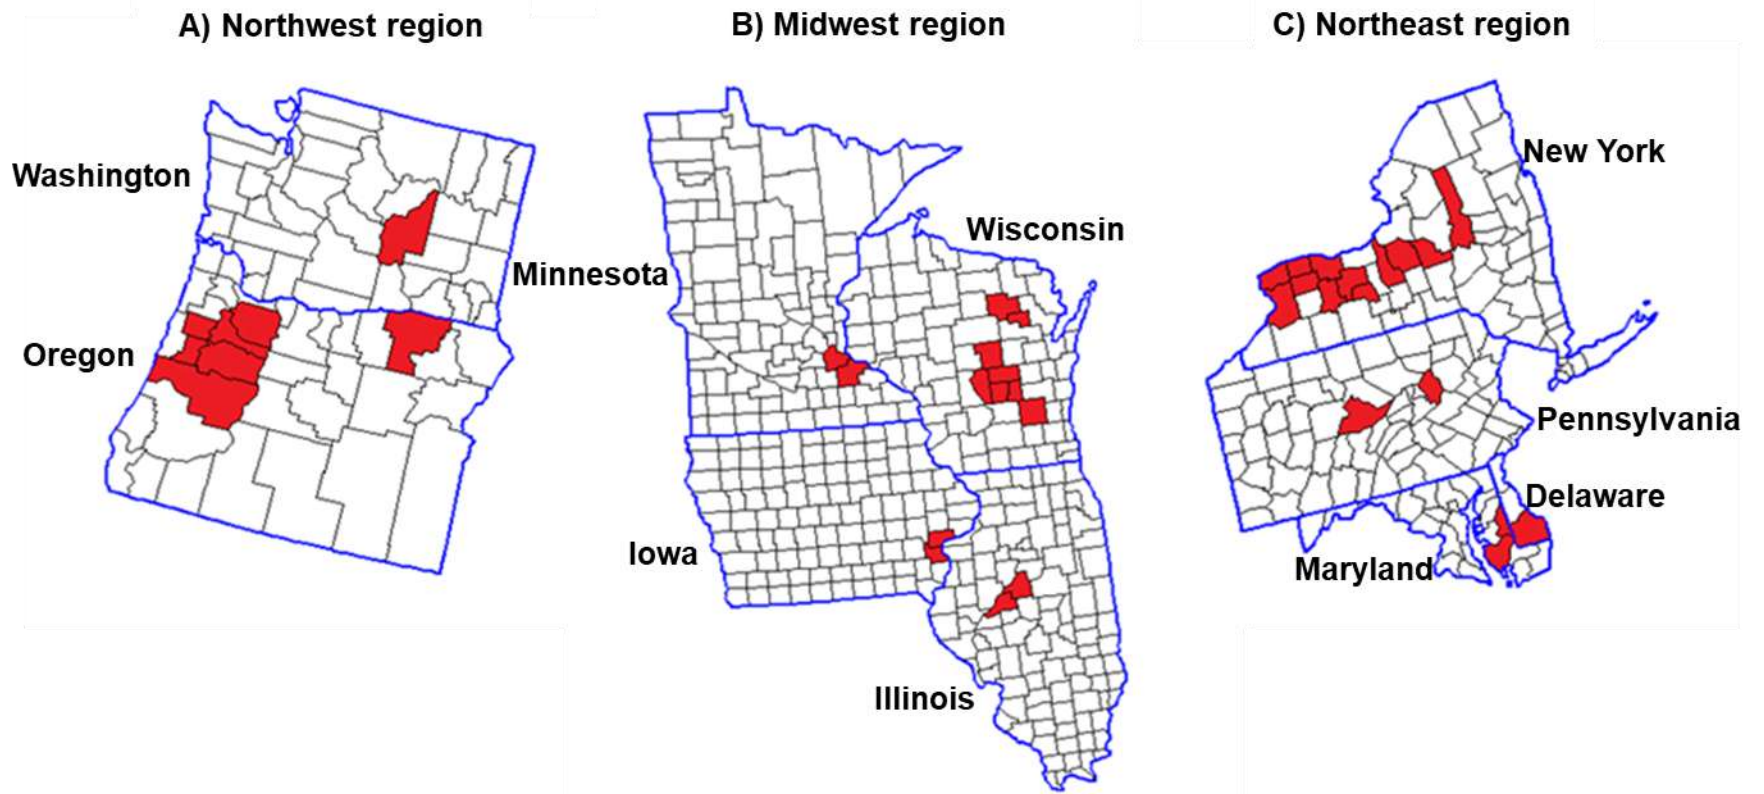 A) Northwest region
B) Midwest region
C) Northeast region
Washington
Oregon
Minnesota
Wisconsin
Iowa
Illinois
New York
Pennsylvania
Delaware
Maryland